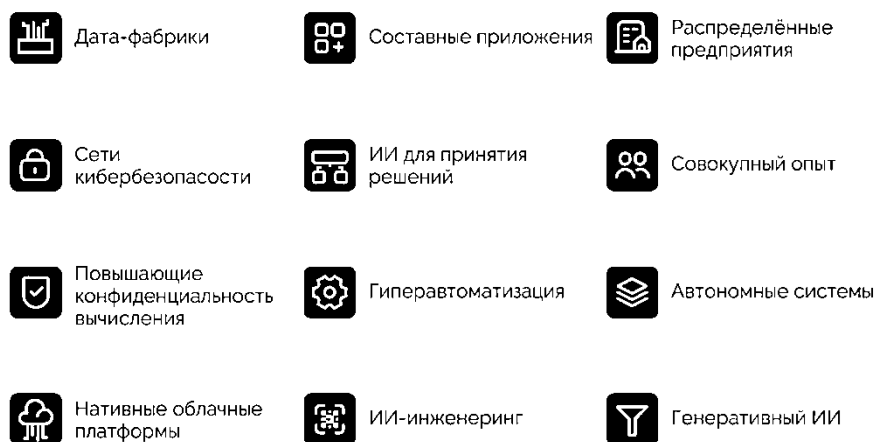 Дата-фабрики
Составные приложения
Распределённые
предприятия
Сети
кибербезопасости
ИИ для принятия
решений
Совокулный опыт
Повышающие
конфиденциальность
вычисления
Гиперавтоматизация
Автономные системы
Нативные облачные
платформы
ИИ-инженеринг
Генеративный ИИ